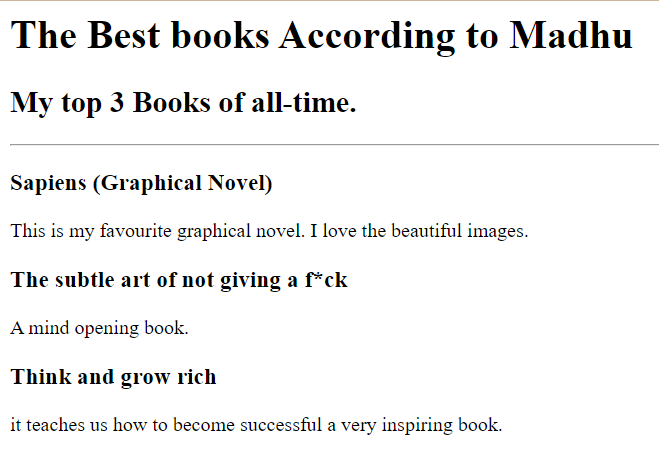 The Best books According to Madhu
My top 3 Books of all-time.
Sapiens (Graphical Novel)
This is my favourite graphical novel. I love the beautiful images.
The subtle art of not giving a f*ck
A mind opening book.
Think and grow rich
it teaches us how to become successful a very inspiring book.